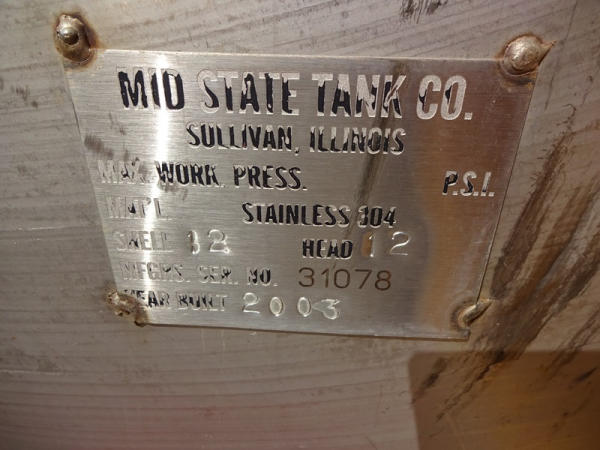 MID STATE TANK CO.
SULLIVAN, ILLINOIS
MAX. WORK. PRESS. P.S.I.
MATL. STAINLESS 304
SHELL 12 HEAD 12
MFGRS. SER. NO. 31078
YEAR BUILT 2003